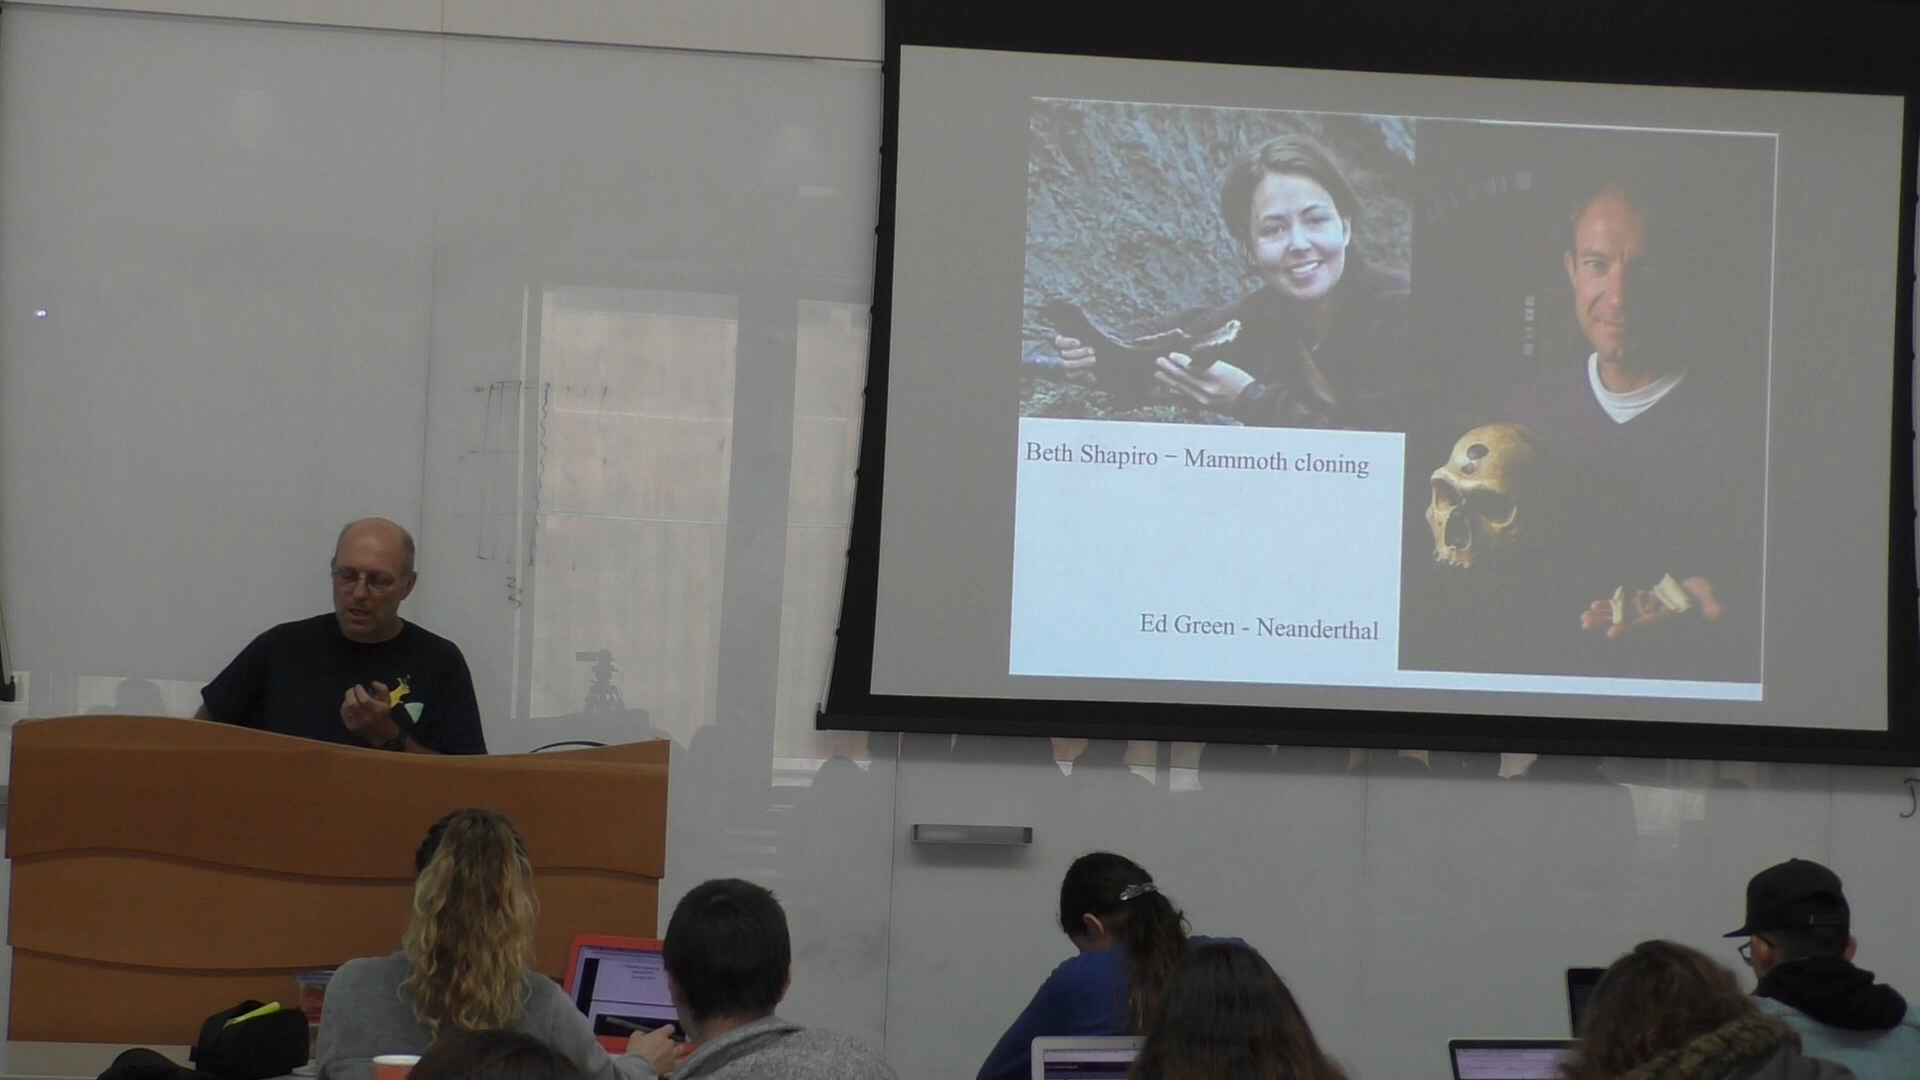 Beth Shapiro – Mammoth cloning
Ed Green - Neanderthal